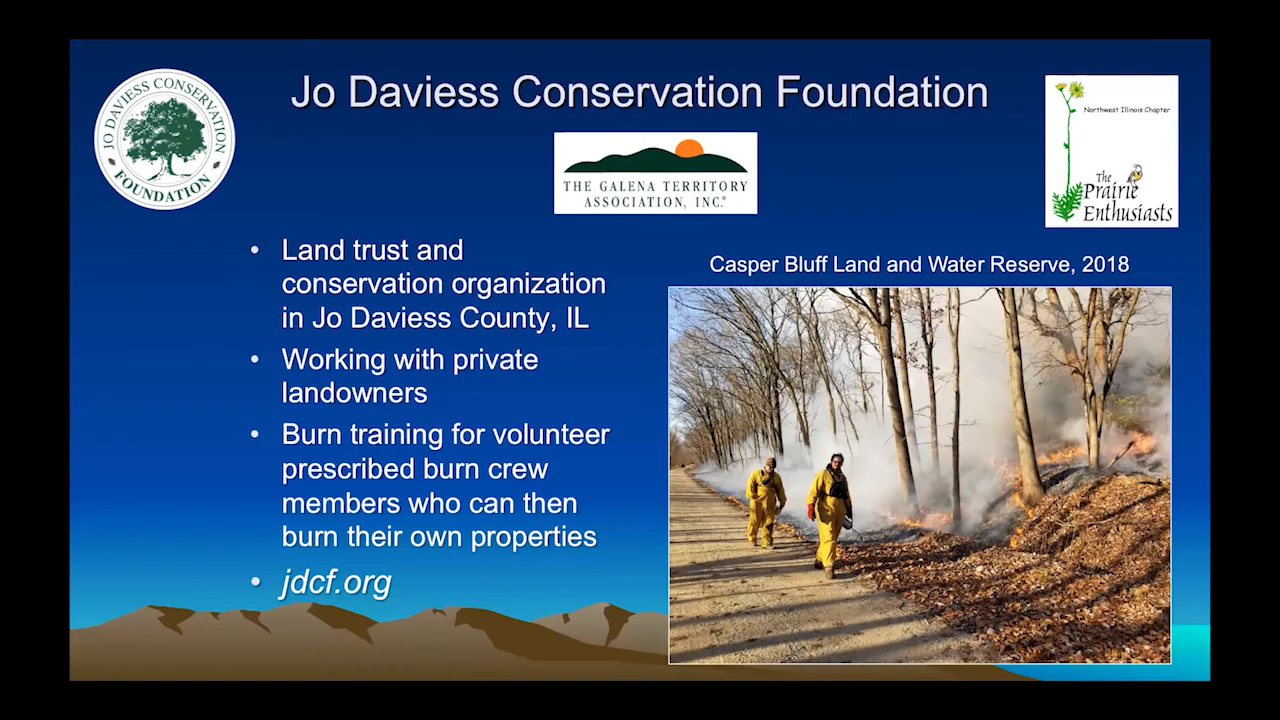 Jo Daviess Conservation Foundation
JO DAVIESS CONSERVATION
FOUNDATION
THE GALENA TERRITORY
ASSOCIATION, INC.®
Northwest Illinois Chapter
The
Prairie
Enthusiasts
• Land trust and
conservation organization
in Jo Daviess County, IL
• Working with private
landowners
• Burn training for volunteer
prescribed burn crew
members who can then
burn their own properties
• jdcf.org
Casper Bluff Land and Water Reserve, 2018